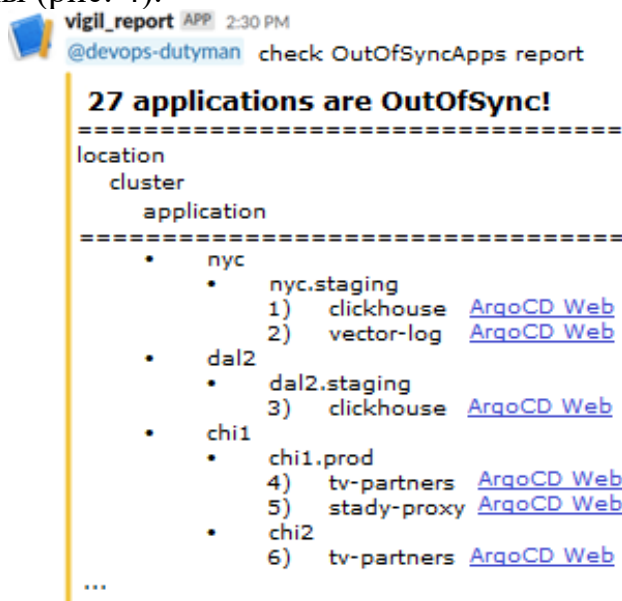 (рис. 4).
vigil_report APP 2:30 PM
@devops-dutyman check OutOfSyncApps report
27 applications are OutOfSync!
=================================
location
cluster
application
=================================
• nyc
• nyc.staging
1) clickhouse ArgoCD Web
2) vector-log ArgoCD Web
• dal2
• dal2.staging
3) clickhouse ArgoCD Web
• chi1
• chi1.prod
4) tv-partners ArgoCD Web
5) stady-proxy ArgoCD Web
• chi2
6) tv-partners ArgoCD Web
...